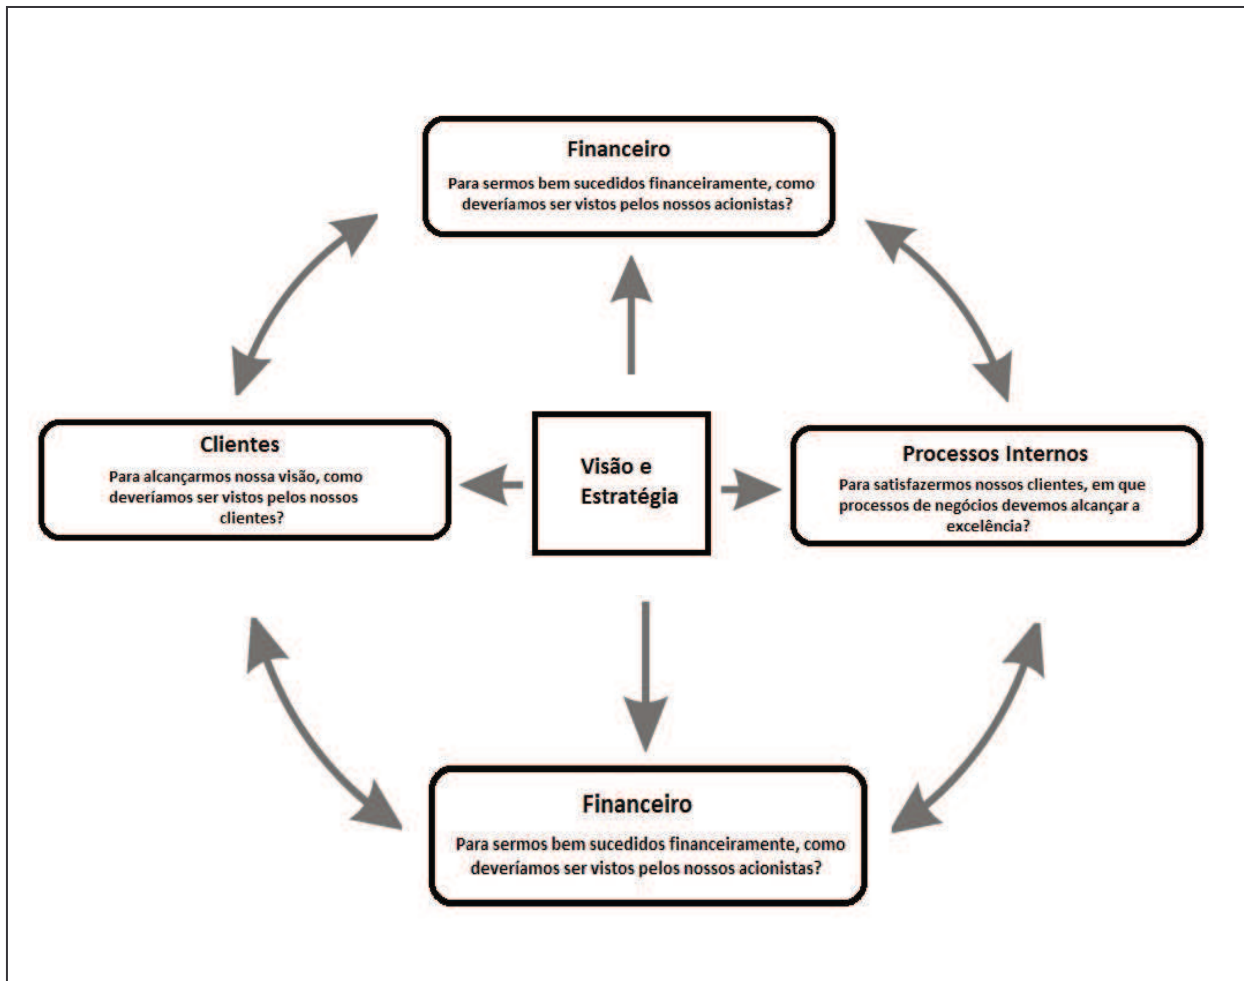 Financeiro
Para sermos bem sucedidos financeiramente, como
deveríamos ser vistos pelos nossos acionistas?
Clientes
Para alcançarmos nossa visão, como
deveríamos ser vistos pelos nossos
clientes?
Visão e
Estratégia
Processos Internos
Para satisfazermos nossos clientes, em que
processos de negócios devemos alcançar a
excelência?
Financeiro
Para sermos bem sucedidos financeiramente, como
deveríamos ser vistos pelos nossos acionistas?